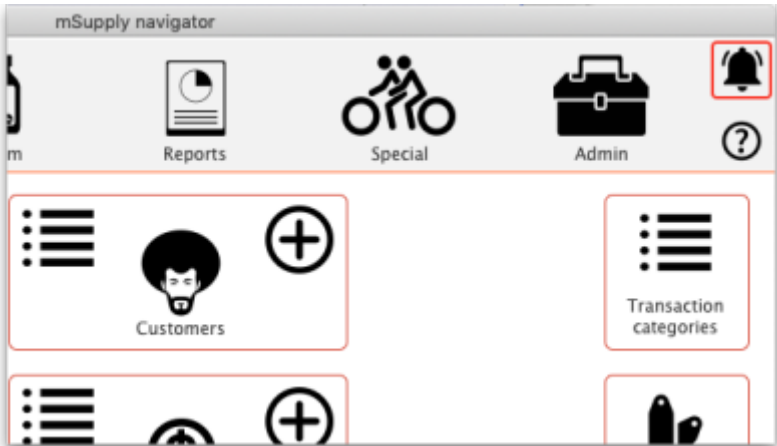 mSupply navigator
m
Reports
Special
Admin
Customers
Transaction
categories